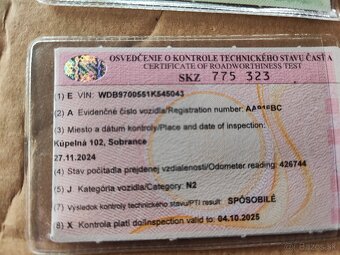 OSVEDČENIE O KONTROLE TECHNICKÉHO STAVU ČASŤ A
CERTIFICATE OF ROADWORTHINESS TEST
SKZ 775 323
1) E VIN: WDB9700551K545043
2) A Evidenčné číslo vozidla/Registration number:
3) Miesto a dátum kontroly/Place and date of inspection:
Kúpelná 102, Sobrance
27.11.2024
4) Stav počítadla prejdenej vzdialenosti/Odometer reading: 426744
5) J Kategória vozidla/Category: N2
7) Výsledok kontroly technického stavu/PTI result: SPÔSOBILÉ
8) X Kontrola platí do/Inspection valid to: 04.10.2025